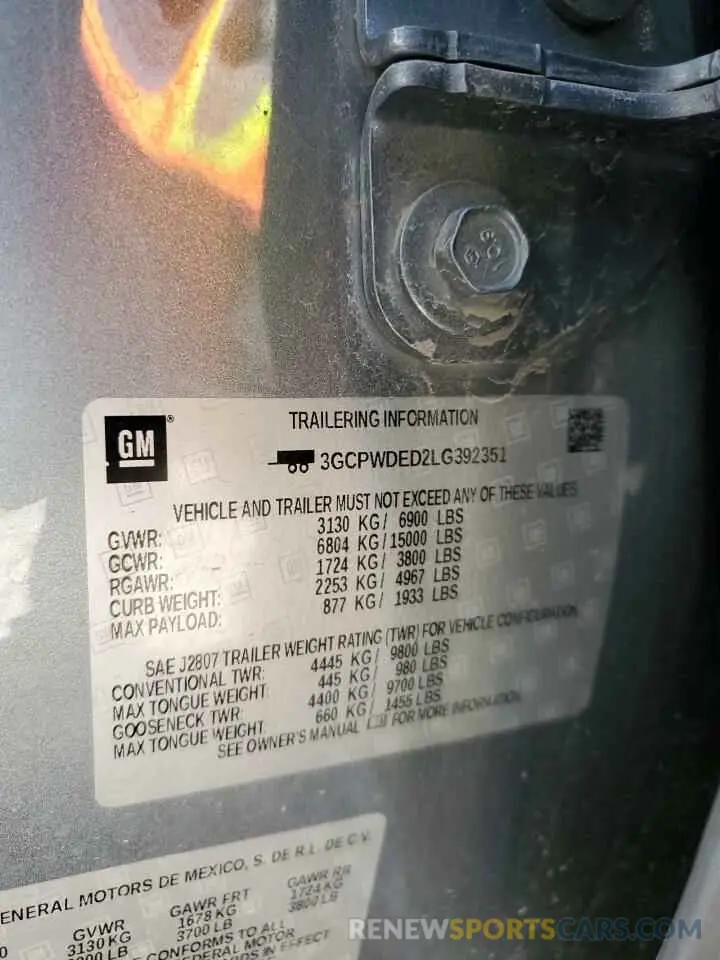 GM®
TRAILERING INFORMATION
3GCPWDED2LG392351
VEHICLE AND TRAILER MUST NOT EXCEED ANY OF THESE VALUES
GVWR: 3130 KG/ 6900 LBS
GCWR: 6804 KG/15000 LBS
RGAWR: 1724 KG/ 3800 LBS
CURB WEIGHT: 2253 KG/ 4967 LBS
MAX PAYLOAD: 877 KG/ 1933 LBS
SAE J2807 TRAILER WEIGHT RATING (TWR) FOR VEHICLE CONFIGURATION
CONVENTIONAL TWR: 4445 KG/ 9800 LBS
MAX TONGUE WEIGHT: 445 KG/ 980 LBS
GOOSENECK TWR: 4400 KG/ 9700 LBS
MAX TONGUE WEIGHT: 660 KG/ 1455 LBS
SEE OWNER'S MANUAL FOR MORE INFORMATION
ENERAL MOTORS DE MEXICO, S. DE R.L. DE C.V.
GVWR GAWR FRT GAWR RR
3130 KG 1678 KG 1724 KG
3700 LB 3800 LB
CONFORMS TO ALL
FEDERAL MOTOR
IN EFFECT
RENEWSPORTSCARS.COM